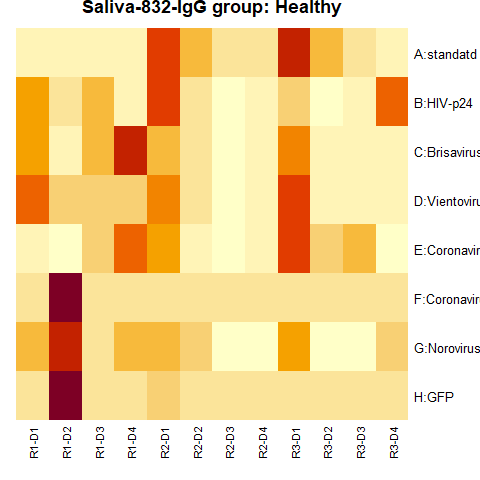 Saliva-832-IgG group: Healthy
A:standatd
B:HIV-p24
C:Brisavirus
D:Vientoviru
E:Coronavir
F:Coronavir
G:Norovirus
H:GFP
R1-D1 R1-D2 R1-D3 R1-D4 R2-D1 R2-D2 R2-D3 R2-D4 R3-D1 R3-D2 R3-D3 R3-D4